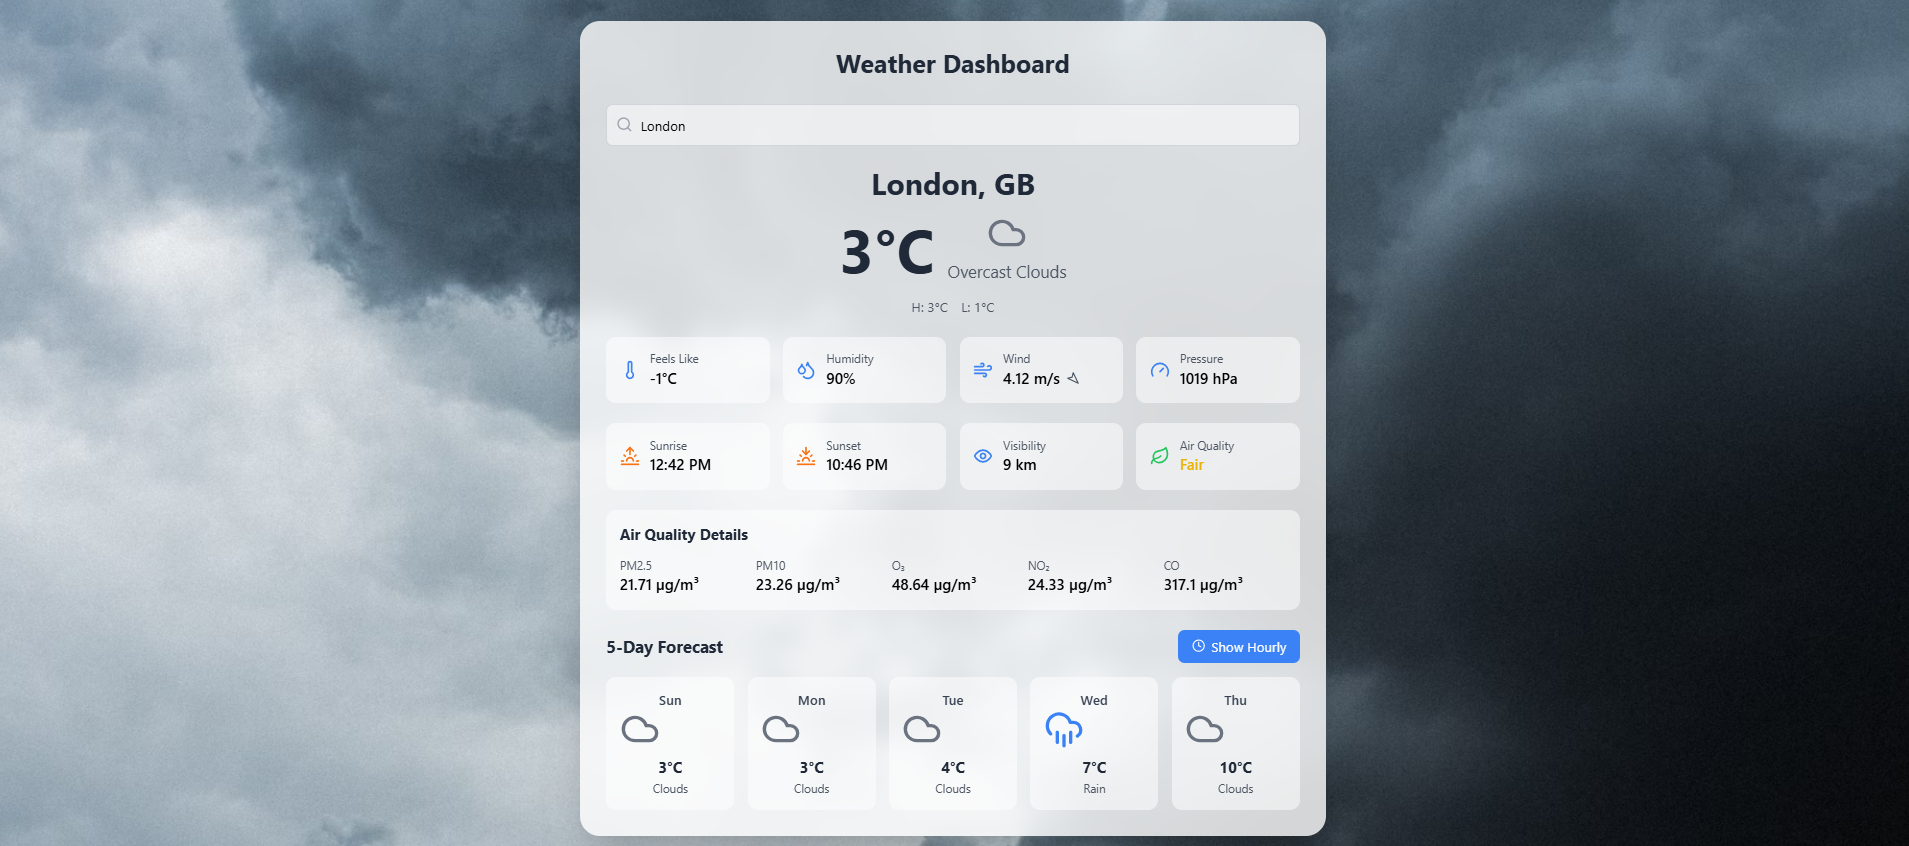 Weather Dashboard
London
London, GB
3°C
Overcast Clouds
H: 3°C L: 1°C
Feels Like
-1°C
Humidity
90%
Wind
4.12 m/s
Pressure
1019 hPa
Sunrise
12:42 PM
Sunset
10:46 PM
Visibility
9 km
Air Quality
Fair
Air Quality Details
PM2.5
21.71 µg/m³
PM10
23.26 µg/m³
O₃
48.64 µg/m³
NO₂
24.33 µg/m³
CO
317.1 µg/m³
5-Day Forecast
Show Hourly
Sun
3°C
Clouds
Mon
3°C
Clouds
Tue
4°C
Clouds
Wed
7°C
Rain
Thu
10°C
Clouds